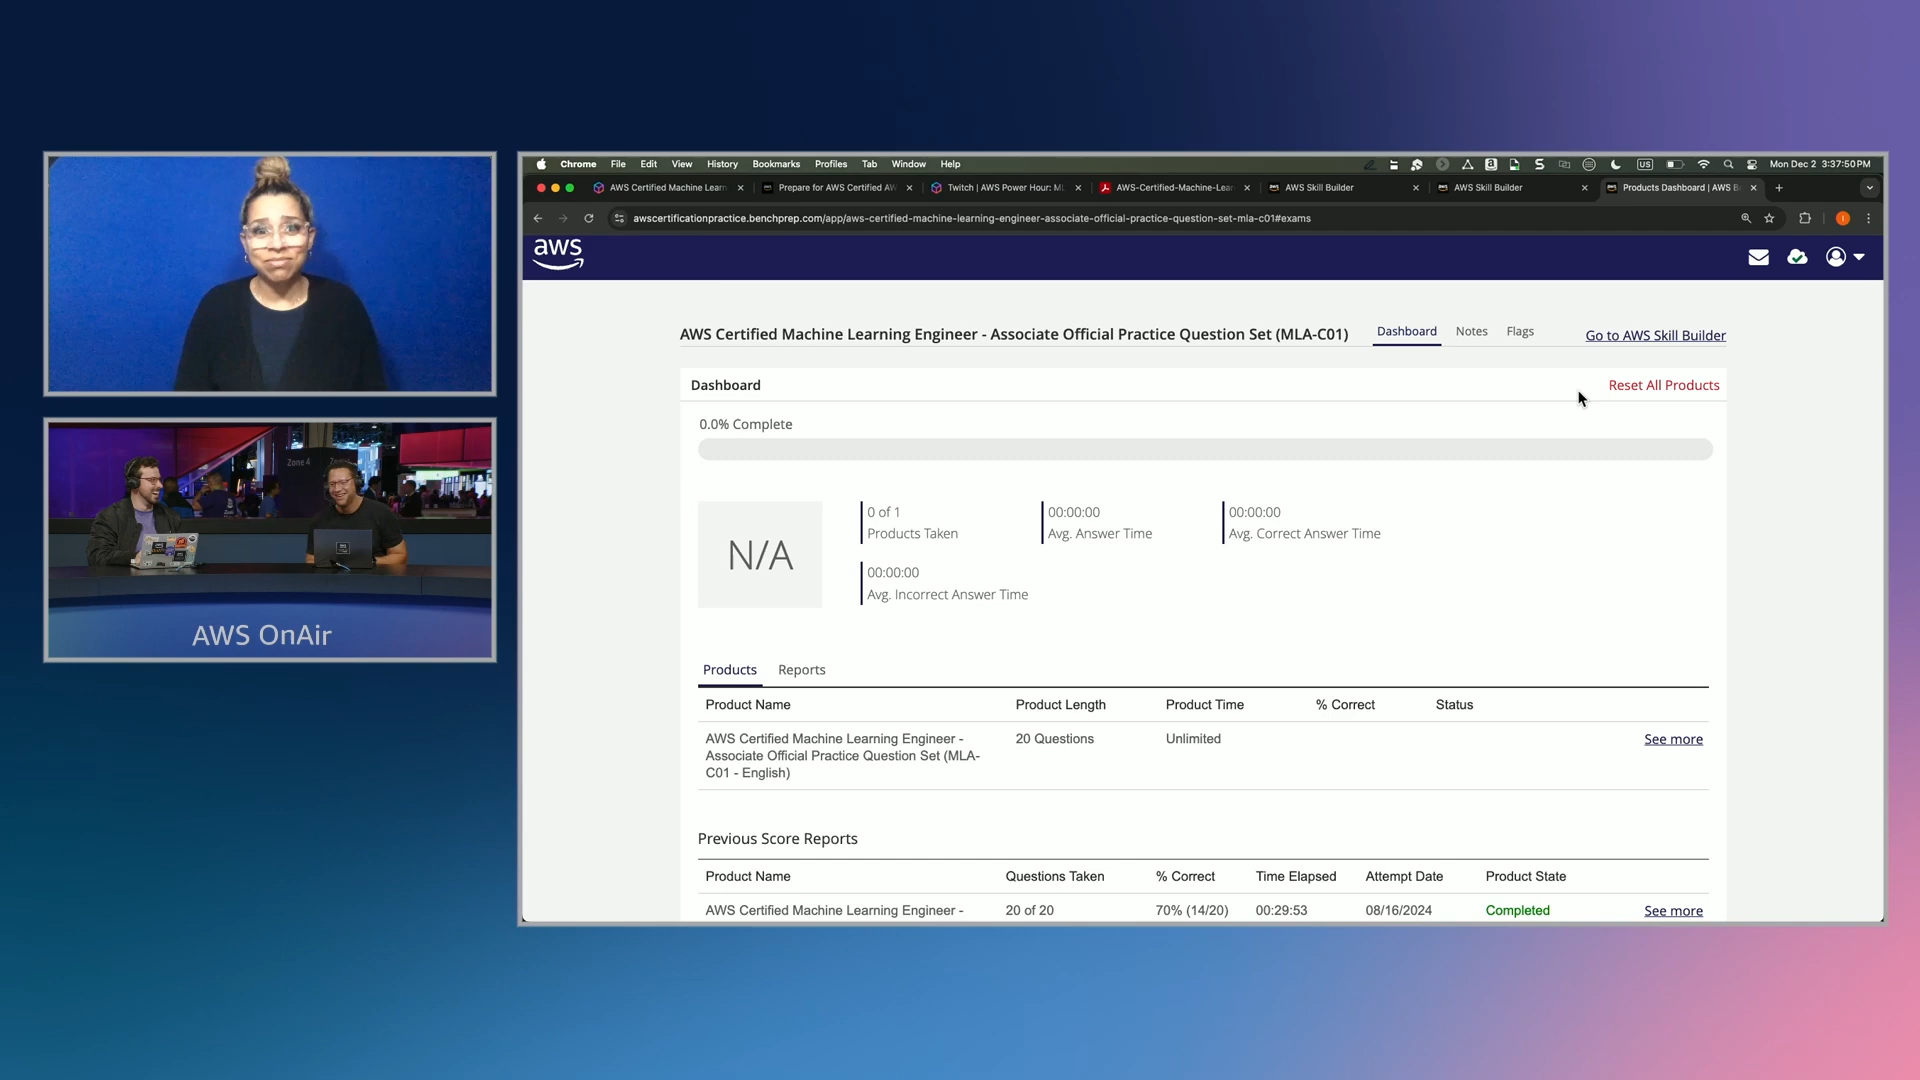 Chrome File Edit View History Bookmarks Profiles Tab Window Help
US Mon Dec 2 3:37:50 PM
AWS Certified Machine Learn
Prepare for AWS Certified AW
Twitch | AWS Power Hour: M
AWS-Certified-Machine-Lear
AWS Skill Builder
AWS Skill Builder
Products Dashboard | AWS B
awscertificationpractice.benchprep.com/app/aws-certified-machine-learning-engineer-associate-official-practice-question-set-mla-c01#exams
aws
AWS Certified Machine Learning Engineer - Associate Official Practice Question Set (MLA-C01)
Dashboard Notes Flags
Go to AWS Skill Builder
Dashboard
Reset All Products
0.0% Complete
N/A
0 of 1
Products Taken
00:00:00
Avg. Answer Time
00:00:00
Avg. Correct Answer Time
00:00:00
Avg. Incorrect Answer Time
Products Reports
Product Name Product Length Product Time % Correct Status
AWS Certified Machine Learning Engineer - 20 Questions Unlimited See more
Associate Official Practice Question Set (MLA-
C01 - English)
Previous Score Reports
Product Name Questions Taken % Correct Time Elapsed Attempt Date Product State
AWS Certified Machine Learning Engineer - 20 of 20 70% (14/20) 00:29:53 08/16/2024 Completed See more
Zone 4
AWS OnAir